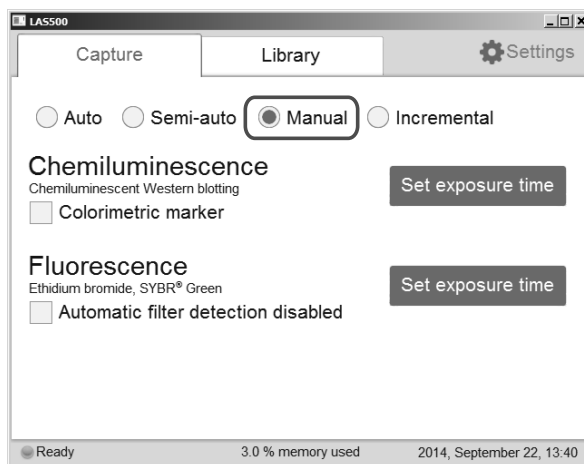 LAS500
Capture Library Settings
Auto Semi-auto Manual Incremental
Chemiluminescence
Chemiluminescent Western blotting
Set exposure time
Colorimetric marker
Fluorescence
Ethidium bromide, SYBR® Green
Set exposure time
Automatic filter detection disabled
Ready 3.0 % memory used 2014, September 22, 13:40